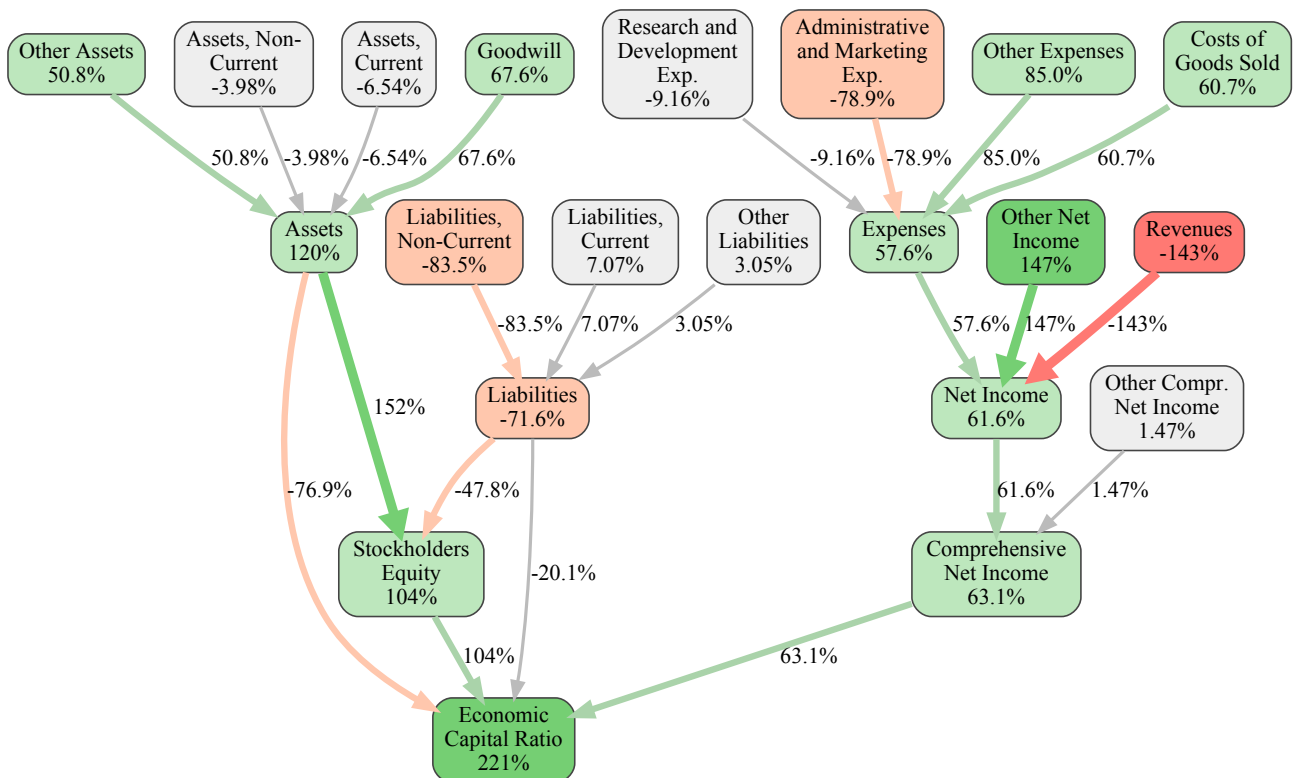 Other Assets
50.8%
Assets, Non-
Current
-3.98%
Assets,
Current
-6.54%
Goodwill
67.6%
Research and
Development
Exp.
-9.16%
Administrative
and Marketing
Exp.
-78.9%
Other Expenses
85.0%
Costs of
Goods Sold
60.7%
50.8%
-3.98%
-6.54%
67.6%
-9.16%
-78.9%
85.0%
60.7%
Assets
120%
Liabilities,
Non-Current
-83.5%
Liabilities,
Current
7.07%
Other
Liabilities
3.05%
Expenses
57.6%
Other Net
Income
147%
Revenues
-143%
-83.5%
7.07%
3.05%
57.6%
147%
-143%
152%
Liabilities
-71.6%
Net Income
61.6%
Other Compr.
Net Income
1.47%
-76.9%
-47.8%
61.6%
1.47%
Stockholders
Equity
104%
-20.1%
Comprehensive
Net Income
63.1%
104%
63.1%
Economic
Capital Ratio
221%